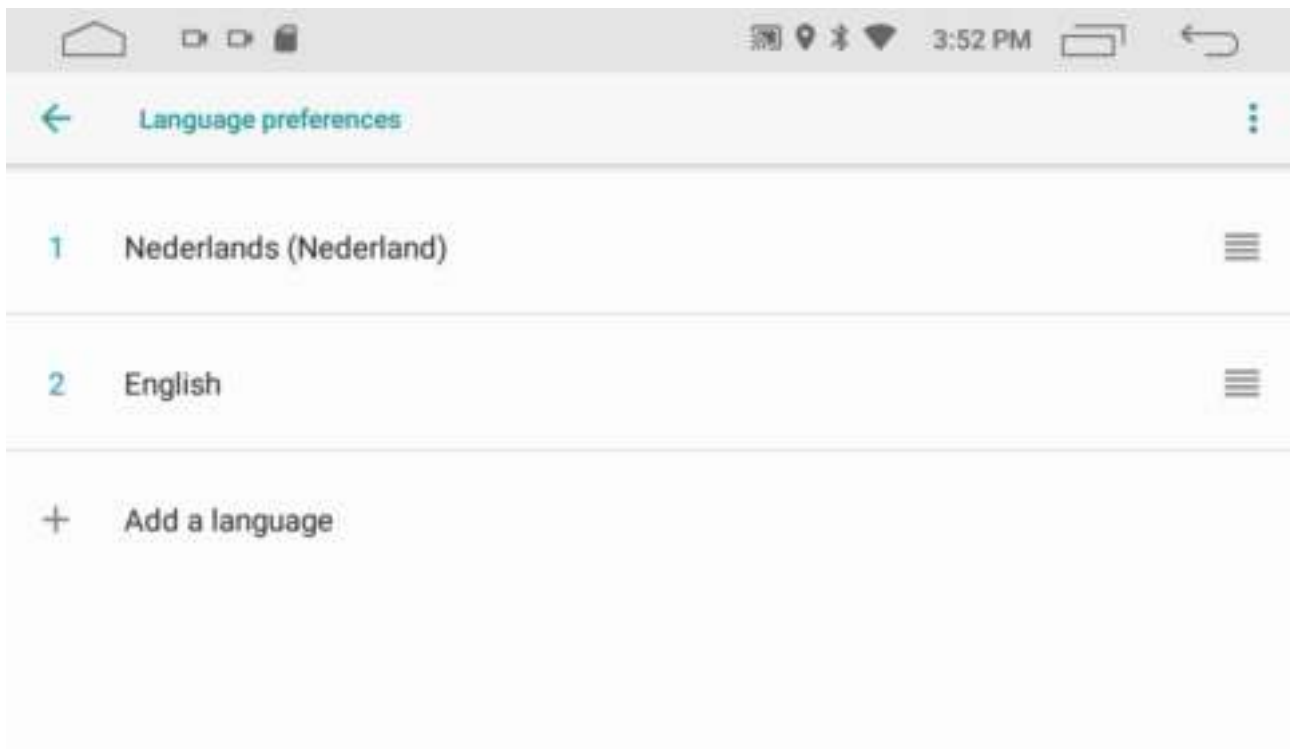 3:52 PM
Language preferences
1 Nederlands (Nederland)
2 English
+ Add a language